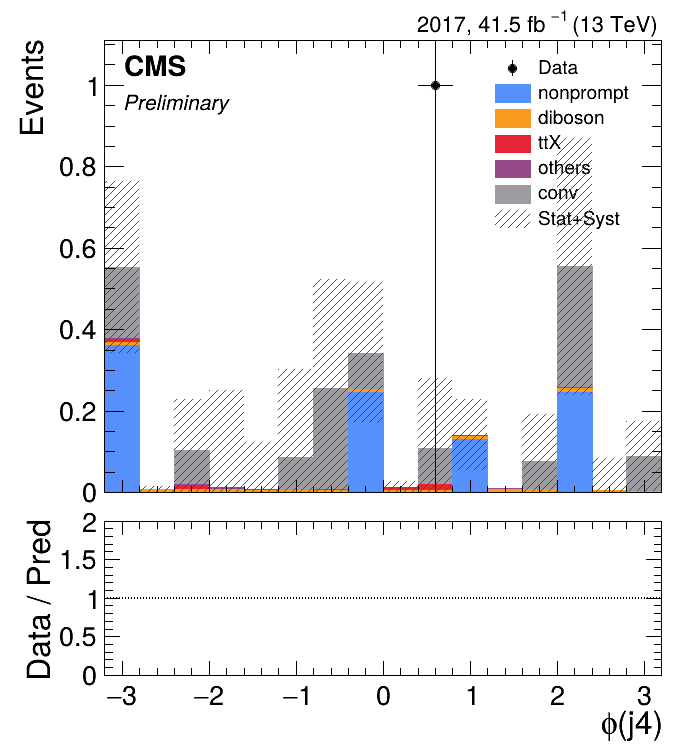 2017, 41.5 fb⁻¹ (13 TeV)
CMS
Preliminary
Events
1
0.8
0.6
0.4
0.2
0
Data
nonprompt
diboson
ttX
others
conv
Stat+Syst
Data / Pred
2
1.5
1
0.5
0
−3 −2 −1 0 1 2 3
ϕ(j4)